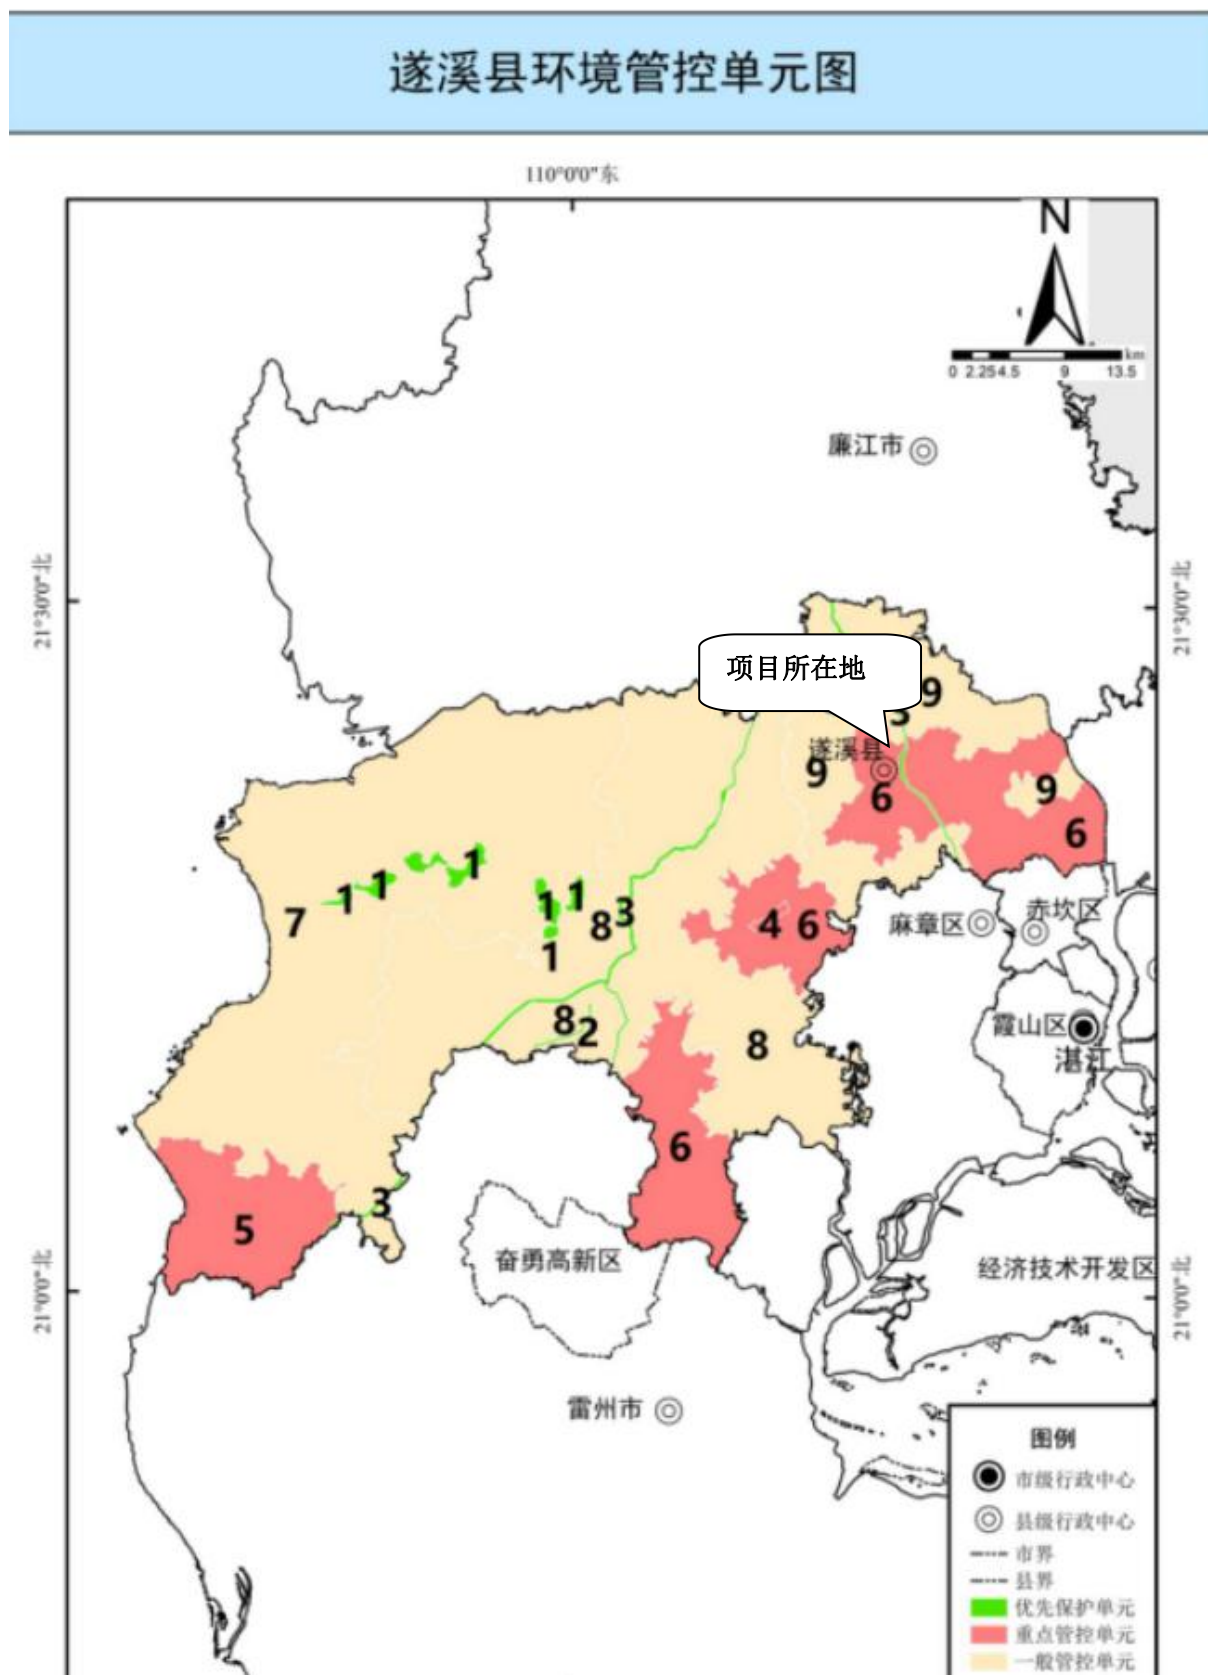 遂溪县环境管控单元图
110°0'0"东
N
km
0 2.25 4.5 9 13.5
廉江市
21°30'0"北
21°30'0"北
项目所在地
9
3
遂溪县
9
9
6
6
1
1
1
1
1
7
8
3
4
6
麻章区
赤坎区
1
8
2
8
霞山区
湛江
6
3
5
奋勇高新区
经济技术开发区
21°0'0"北
21°0'0"北
雷州市
图例
市级行政中心
县级行政中心
市界
县界
优先保护单元
重点管控单元
一般管控单元